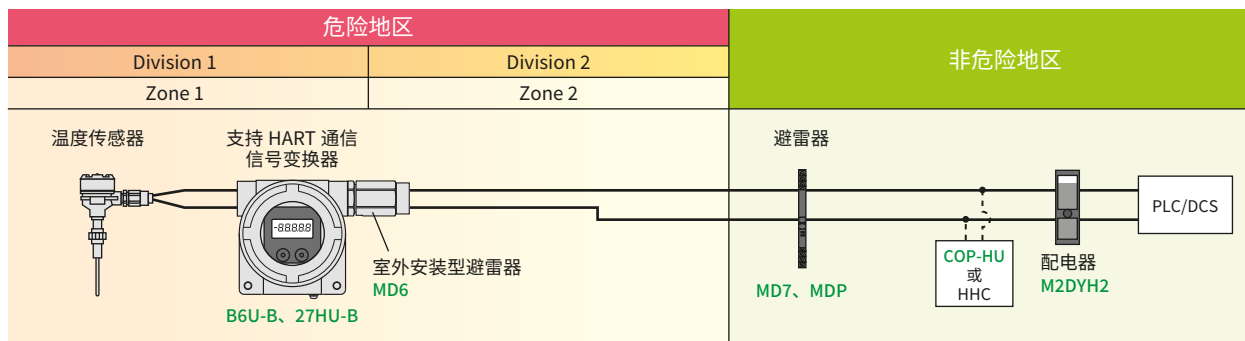 危险地区
非危险地区
Division 1
Division 2
Zone 1
Zone 2
温度传感器
支持 HART 通信
信号变换器
避雷器
-88888
PLC/DCS
室外安装型避雷器
MD6
B6U-B、27HU-B
MD7、MDP
COP-HU
或
HHC
配电器
M2DYH2